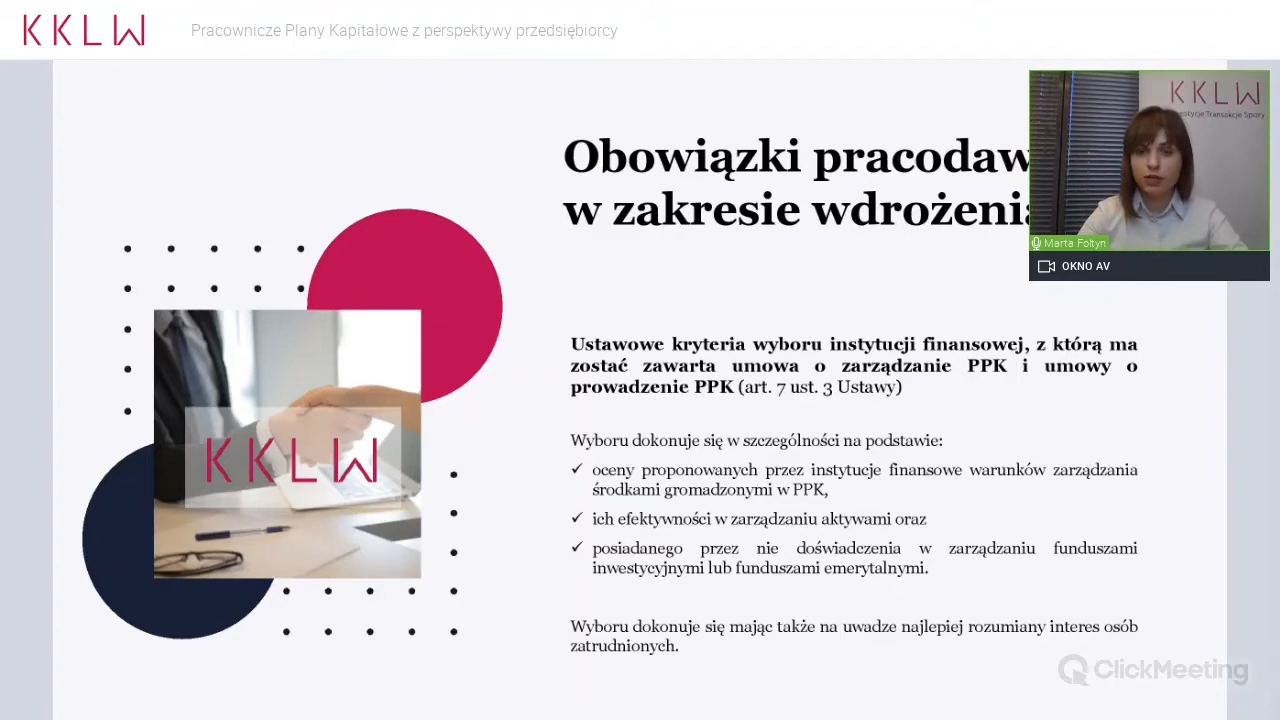 KKLW
Pracownicze Plany Kapitałowe z perspektywy przedsiębiorcy
Obowiązki
w zakresie
KKLW
Transakcje Spory
Marta Fołtyn
OKNO AV
Ustawowe kryteria wyboru instytucji finansowej, z którą ma
zostać zawarta umowa o zarządzanie PPK i umowy o
prowadzenie PPK (art. 7 ust. 3 Ustawy)
Wyboru dokonuje się w szczególności na podstawie:
✓ oceny proponowanych przez instytucje finansowe warunków zarządzania
środkami gromadzonymi w PPK,
✓ ich efektywności w zarządzaniu aktywami oraz
✓ posiadanego przez nie doświadczenia w zarządzaniu funduszami
inwestycyjnymi lub funduszami emerytalnymi.
Wyboru dokonuje się mając także na uwadze najlepiej rozumiany interes osób
zatrudnionych.
KKLW
ClickMeeting